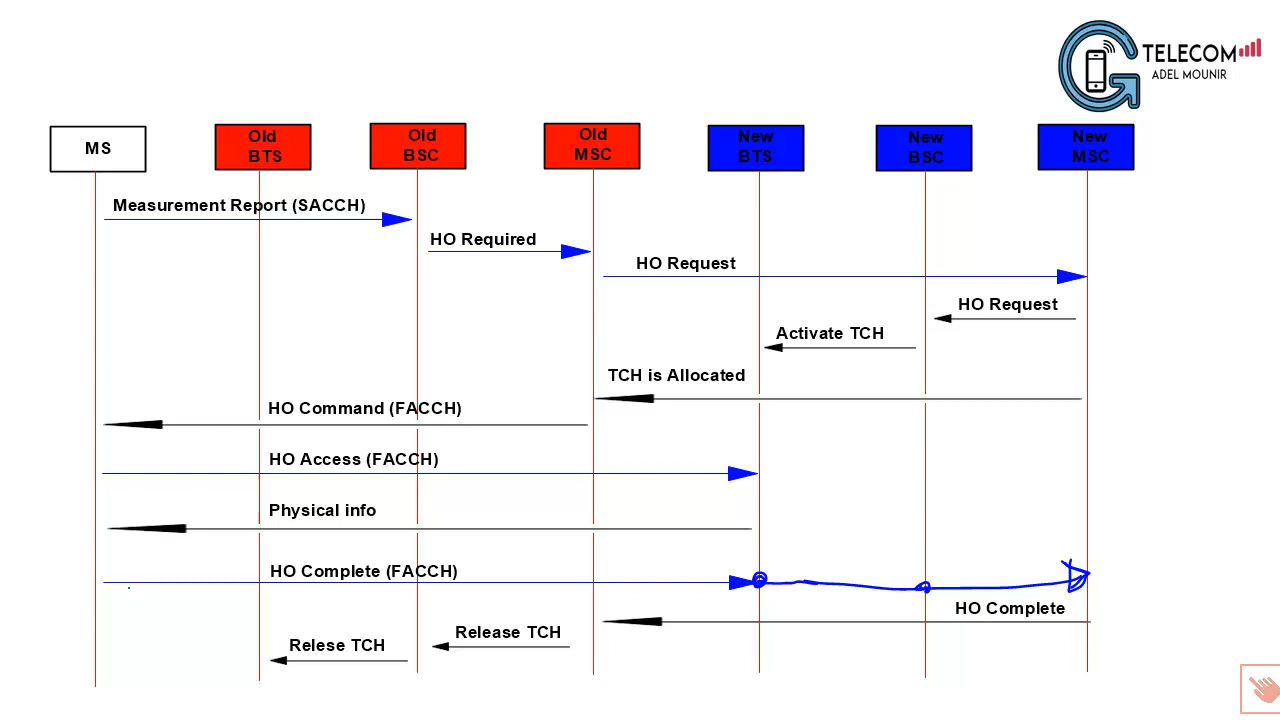 TELECOM
ADEL MOUNIR
MS
Old
BTS
Old
BSC
Old
MSC
New
BTS
New
BSC
New
MSC
Measurement Report (SACCH)
HO Required
HO Request
HO Request
Activate TCH
TCH is Allocated
HO Command (FACCH)
HO Access (FACCH)
Physical info
HO Complete (FACCH)
HO Complete
Release TCH
Relese TCH